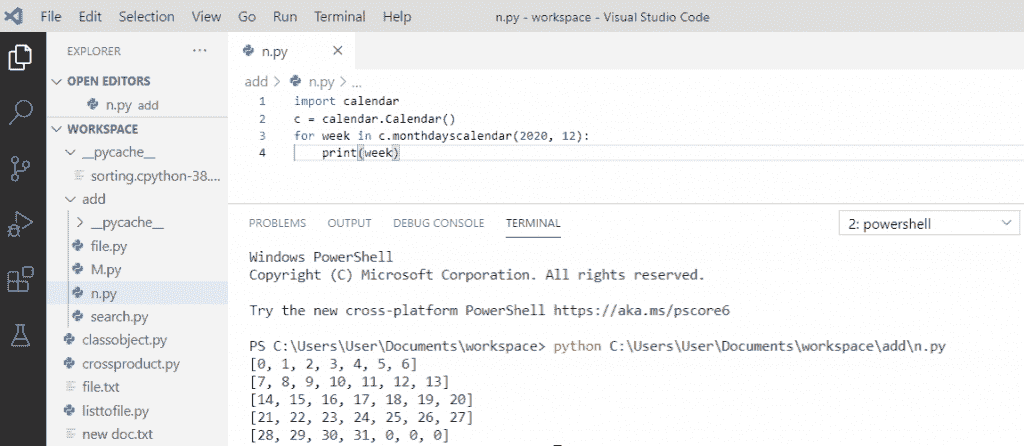 File Edit Selection View Go Run Terminal Help n.py - workspace - Visual Studio Code
EXPLORER ...
OPEN EDITORS
n.py add
WORKSPACE
__pycache__
sorting.cpython-38....
add
__pycache__
file.py
M.py
n.py
search.py
classobject.py
crossproduct.py
file.txt
listtofile.py
new doc.txt
n.py
add > n.py > ...
1 import calendar
2 c = calendar.Calendar()
3 for week in c.monthdayscalendar(2020, 12):
4 print(week)
PROBLEMS OUTPUT DEBUG CONSOLE TERMINAL 2: powershell
Windows PowerShell
Copyright (C) Microsoft Corporation. All rights reserved.
Try the new cross-platform PowerShell https://aka.ms/pscore6
PS C:\Users\User\Documents\workspace> python C:\Users\User\Documents\workspace\add\n.py
[0, 1, 2, 3, 4, 5, 6]
[7, 8, 9, 10, 11, 12, 13]
[14, 15, 16, 17, 18, 19, 20]
[21, 22, 23, 24, 25, 26, 27]
[28, 29, 30, 31, 0, 0, 0]